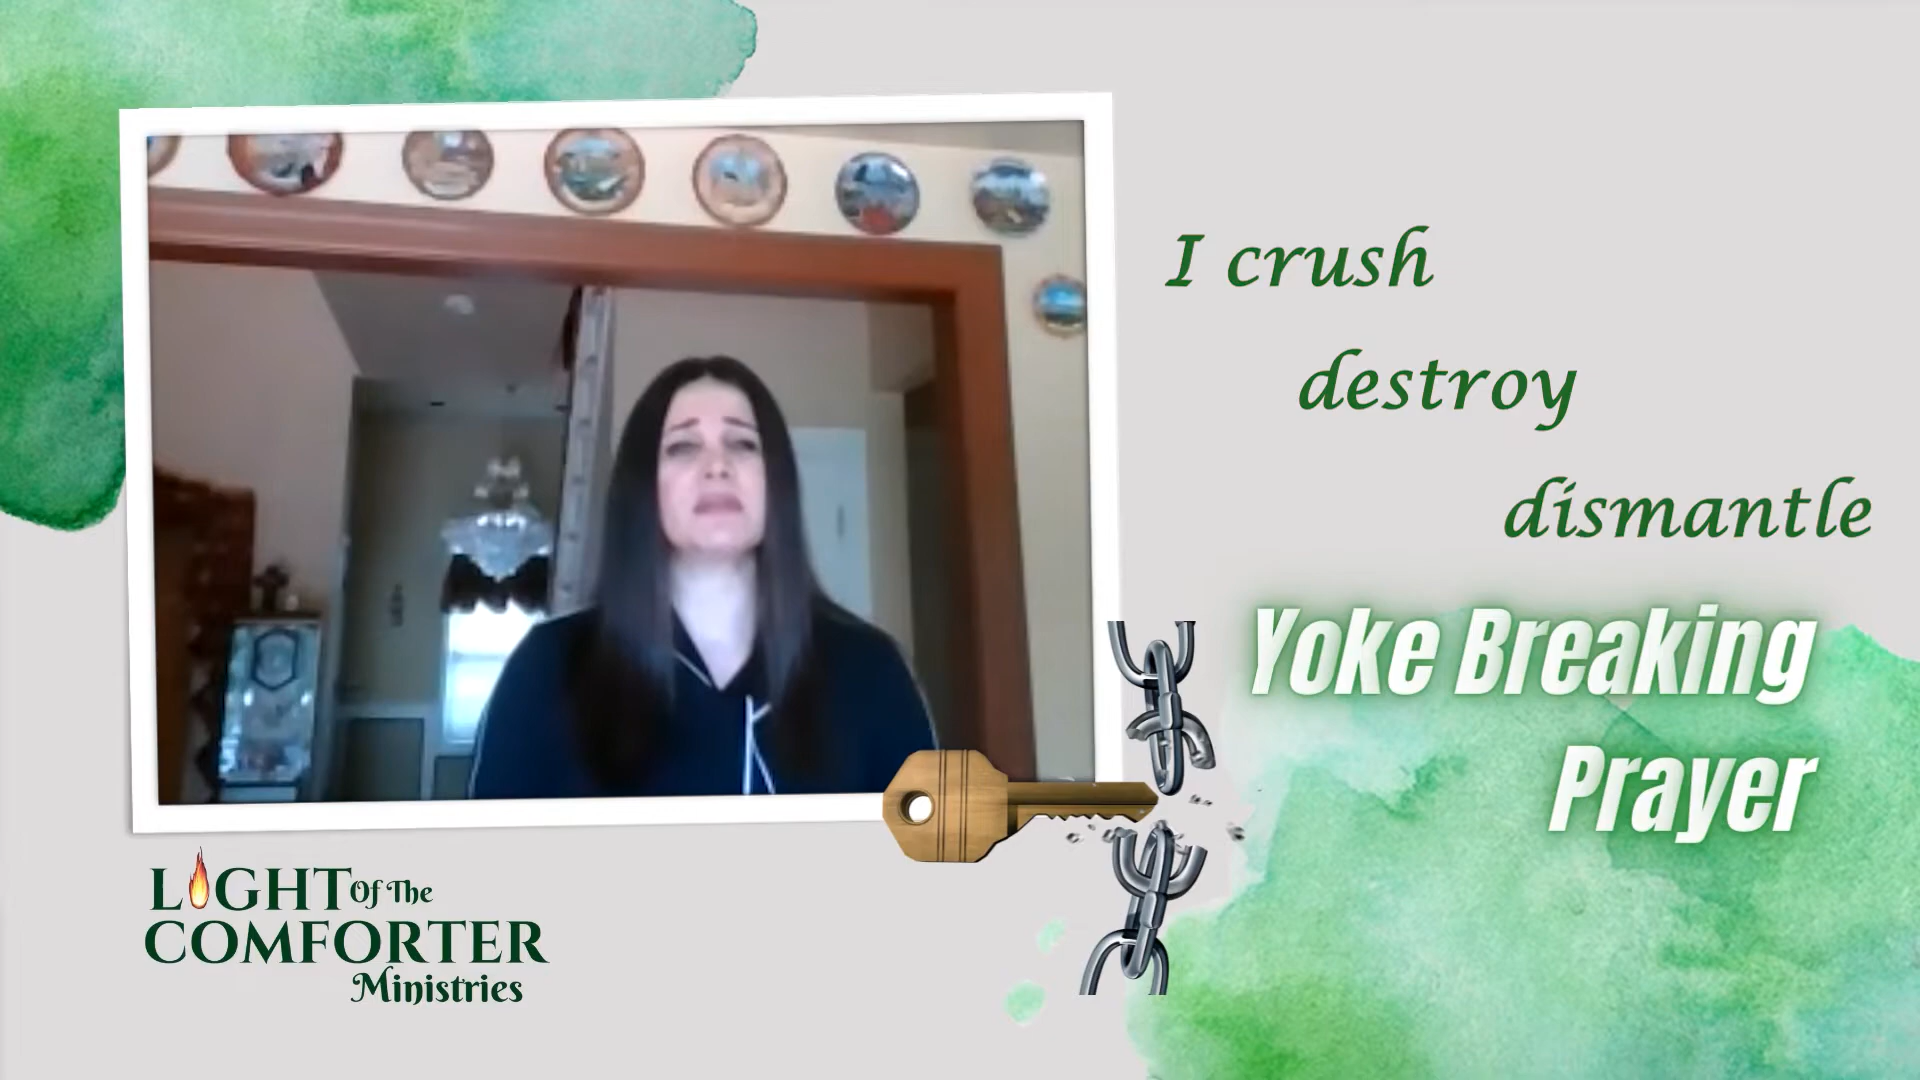 I crush
destroy
dismantle
Yoke Breaking
Prayer
LIGHT Of The
COMFORTER
Ministries